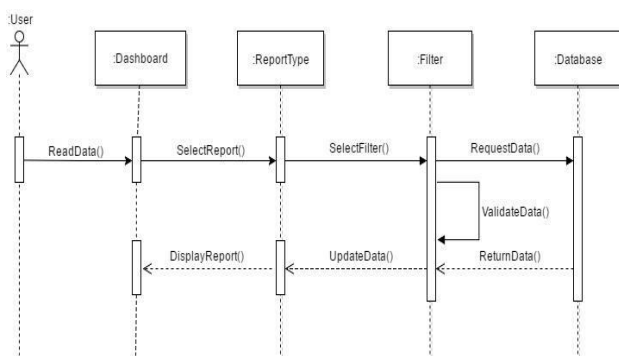 :User
:Dashboard
:ReportType
:Filter
:Database
ReadData()
SelectReport()
SelectFilter()
RequestData()
ValidateData()
DisplayReport()
UpdateData()
ReturnData()